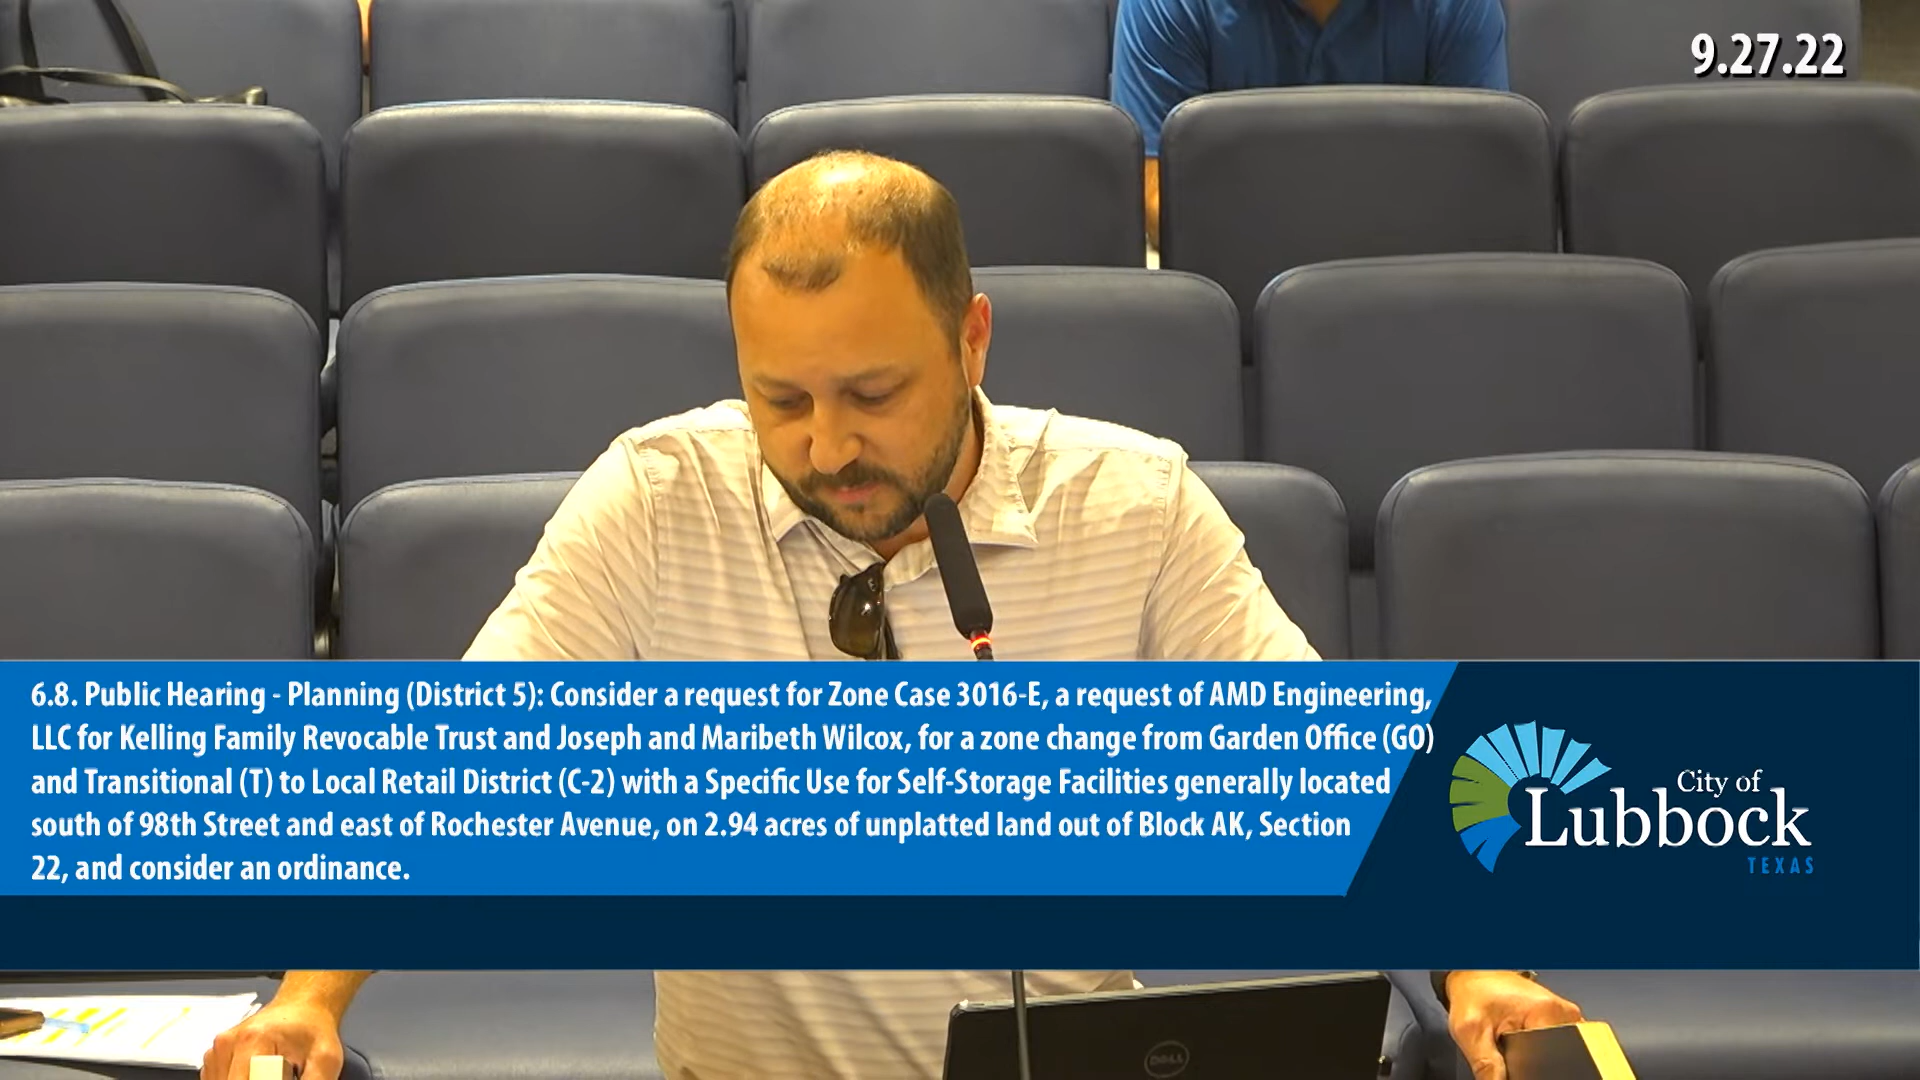 9.27.22
6.8. Public Hearing - Planning (District 5): Consider a request for Zone Case 3016-E, a request of AMD Engineering,
LLC for Kelling Family Revocable Trust and Joseph and Maribeth Wilcox, for a zone change from Garden Office (GO)
and Transitional (T) to Local Retail District (C-2) with a Specific Use for Self-Storage Facilities generally located
south of 98th Street and east of Rochester Avenue, on 2.94 acres of unplatted land out of Block AK, Section
22, and consider an ordinance.
City of
Lubbock
TEXAS
DELL